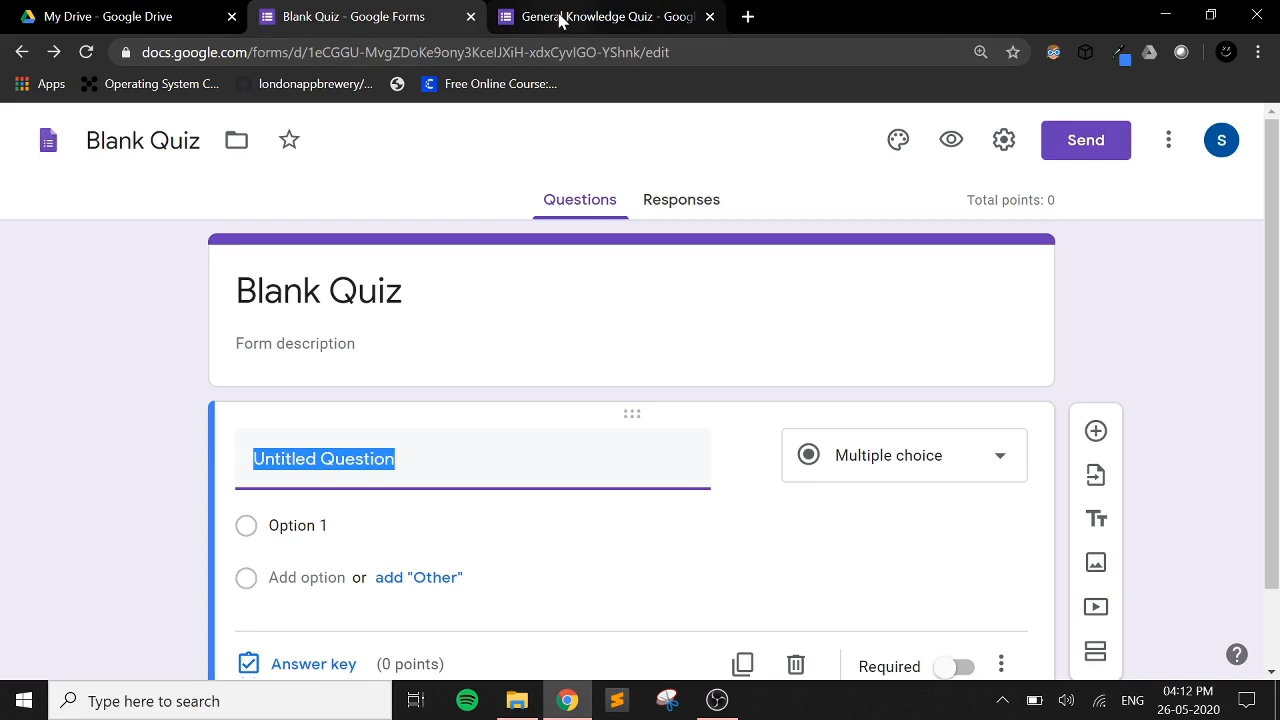 My Drive - Google Drive
Blank Quiz - Google Forms
General Knowledge Quiz - Googl
docs.google.com/forms/d/1eCGGU-MvgZDoKe9ony3KcelJXiH-xdxCyvlGO-YShnk/edit
Apps
Operating System C...
londonappbrewery/...
Free Online Course:...
Blank Quiz
Send
S
Questions
Responses
Total points: 0
Blank Quiz
Form description
Untitled Question
Multiple choice
Option 1
Add option or add "Other"
Answer key (0 points)
Required
Type here to search
ENG
04:12 PM
26-05-2020